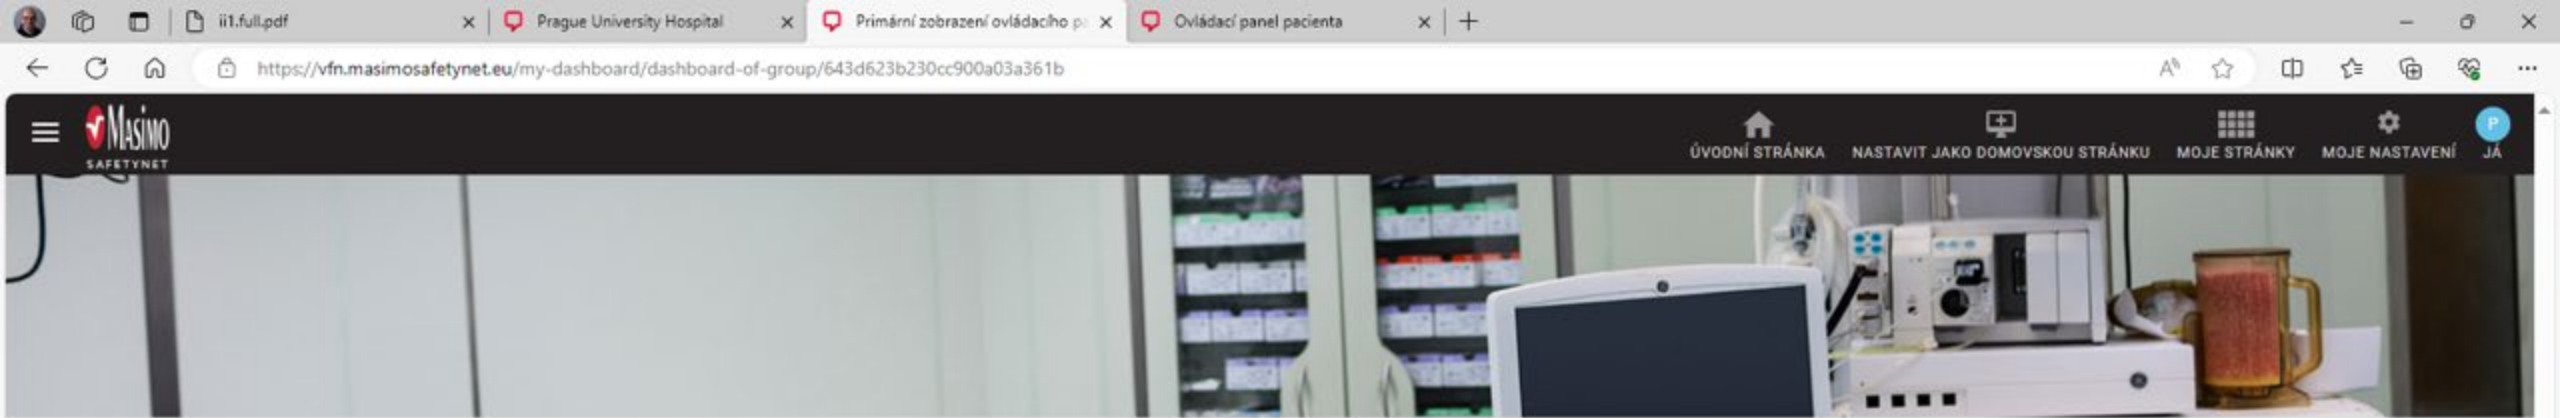 ii1.full.pdf
Prague University Hospital
Primární zobrazení ovládacího pa
Ovládací panel pacienta
https://vfn.masimosafetynet.eu/my-dashboard/dashboard-of-group/643d623b230cc900a03a361b
Masimo
SAFETYNET
ÚVODNÍ STRÁNKA
NASTAVIT JAKO DOMOVSKOU STRÁNKU
MOJE STRÁNKY
MOJE NASTAVENÍ
P
JÁ